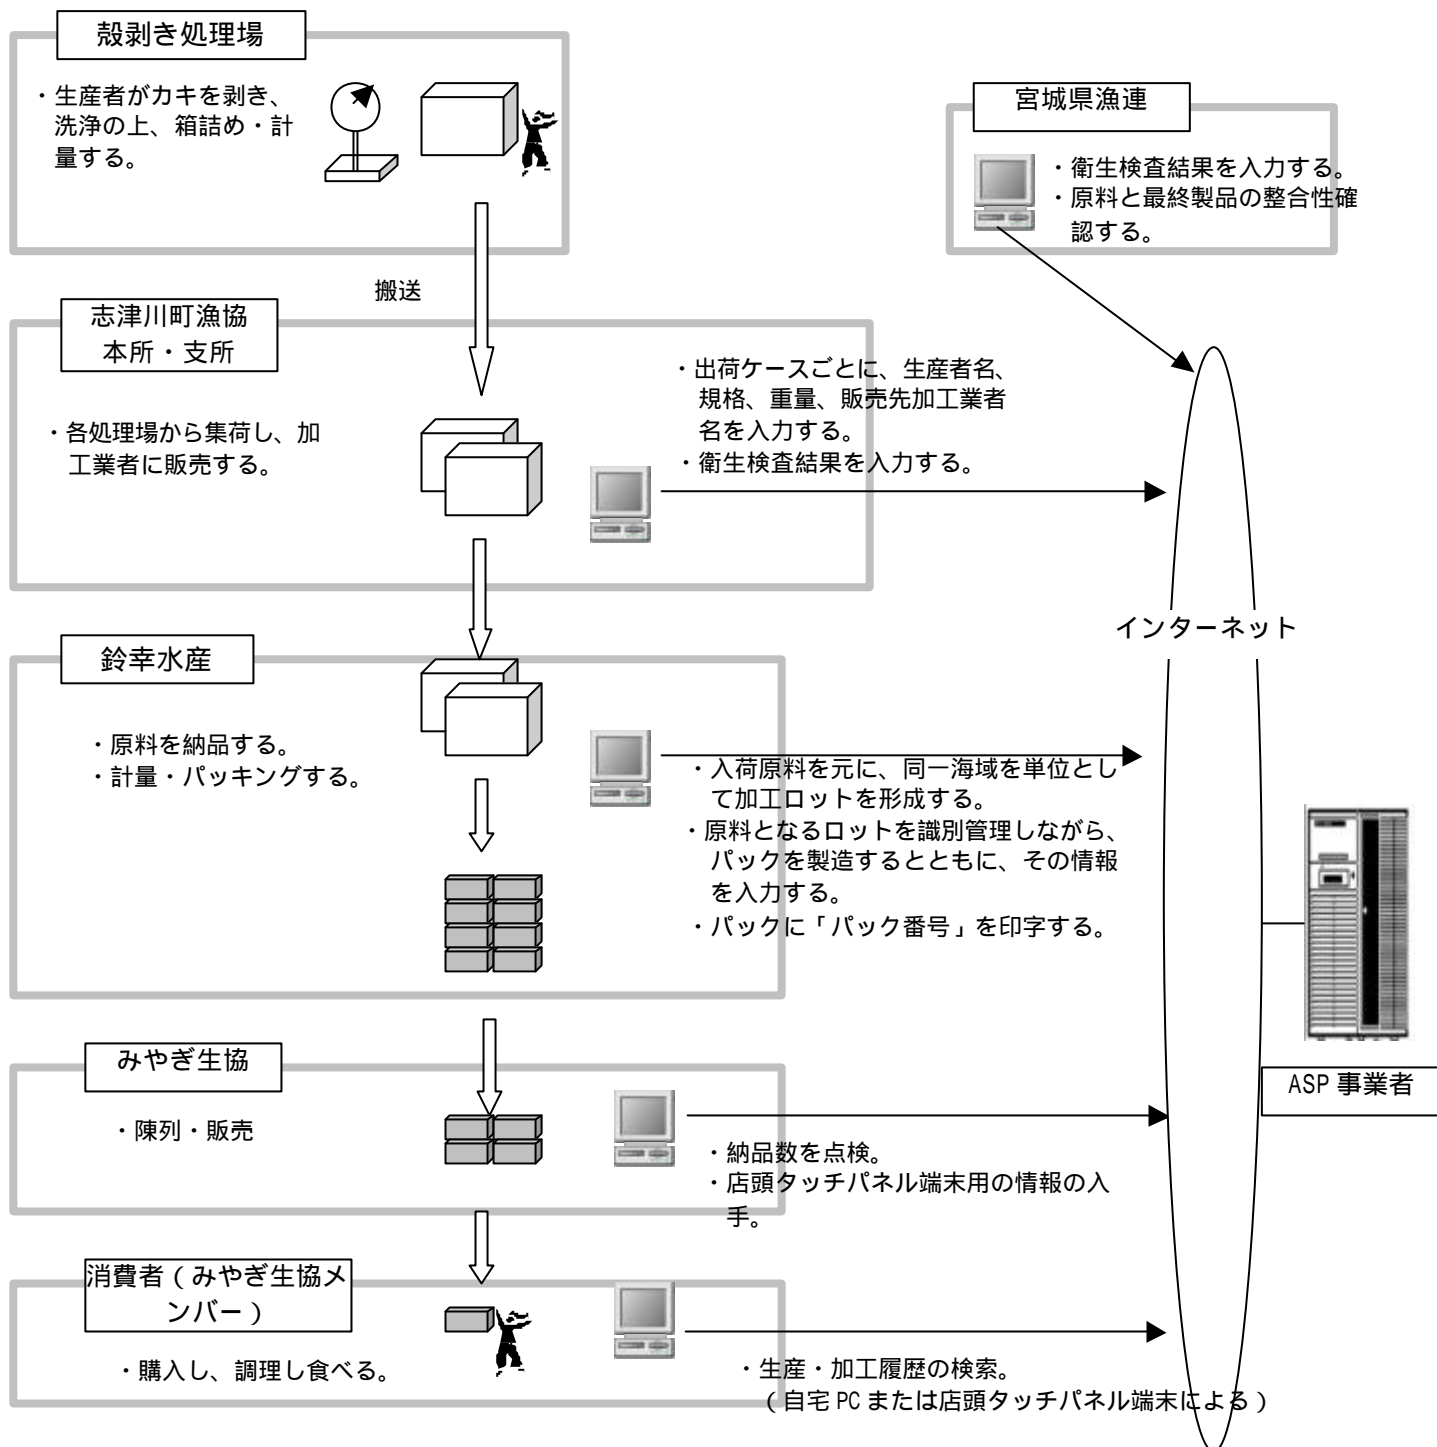 殻剥き処理場
・生産者がカキを剥き、
洗浄の上、箱詰め・計
量する。
宮城県漁連
・衛生検査結果を入力する。
・原料と最終製品の整合性確
認する。
搬送
志津川町漁協
本所・支所
・各処理場から集荷し、加
工業者に販売する。
・出荷ケースごとに、生産者名、
規格、重量、販売先加工業者
名を入力する。
・衛生検査結果を入力する。
インターネット
鈴幸水産
・原料を納品する。
・計量・パッキングする。
・入荷原料を元に、同一海域を単位とし
て加工ロットを形成する。
・原料となるロットを識別管理しながら、
パックを製造するとともに、その情報
を入力する。
・パックに「パック番号」を印字する。
ASP 事業者
みやぎ生協
・陳列・販売
・納品数を点検。
・店頭タッチパネル端末用の情報の入
手。
消費者（みやぎ生協メ
ンバー）
・購入し、調理し食べる。
・生産・加工履歴の検索。
（自宅 PC または店頭タッチパネル端末による）